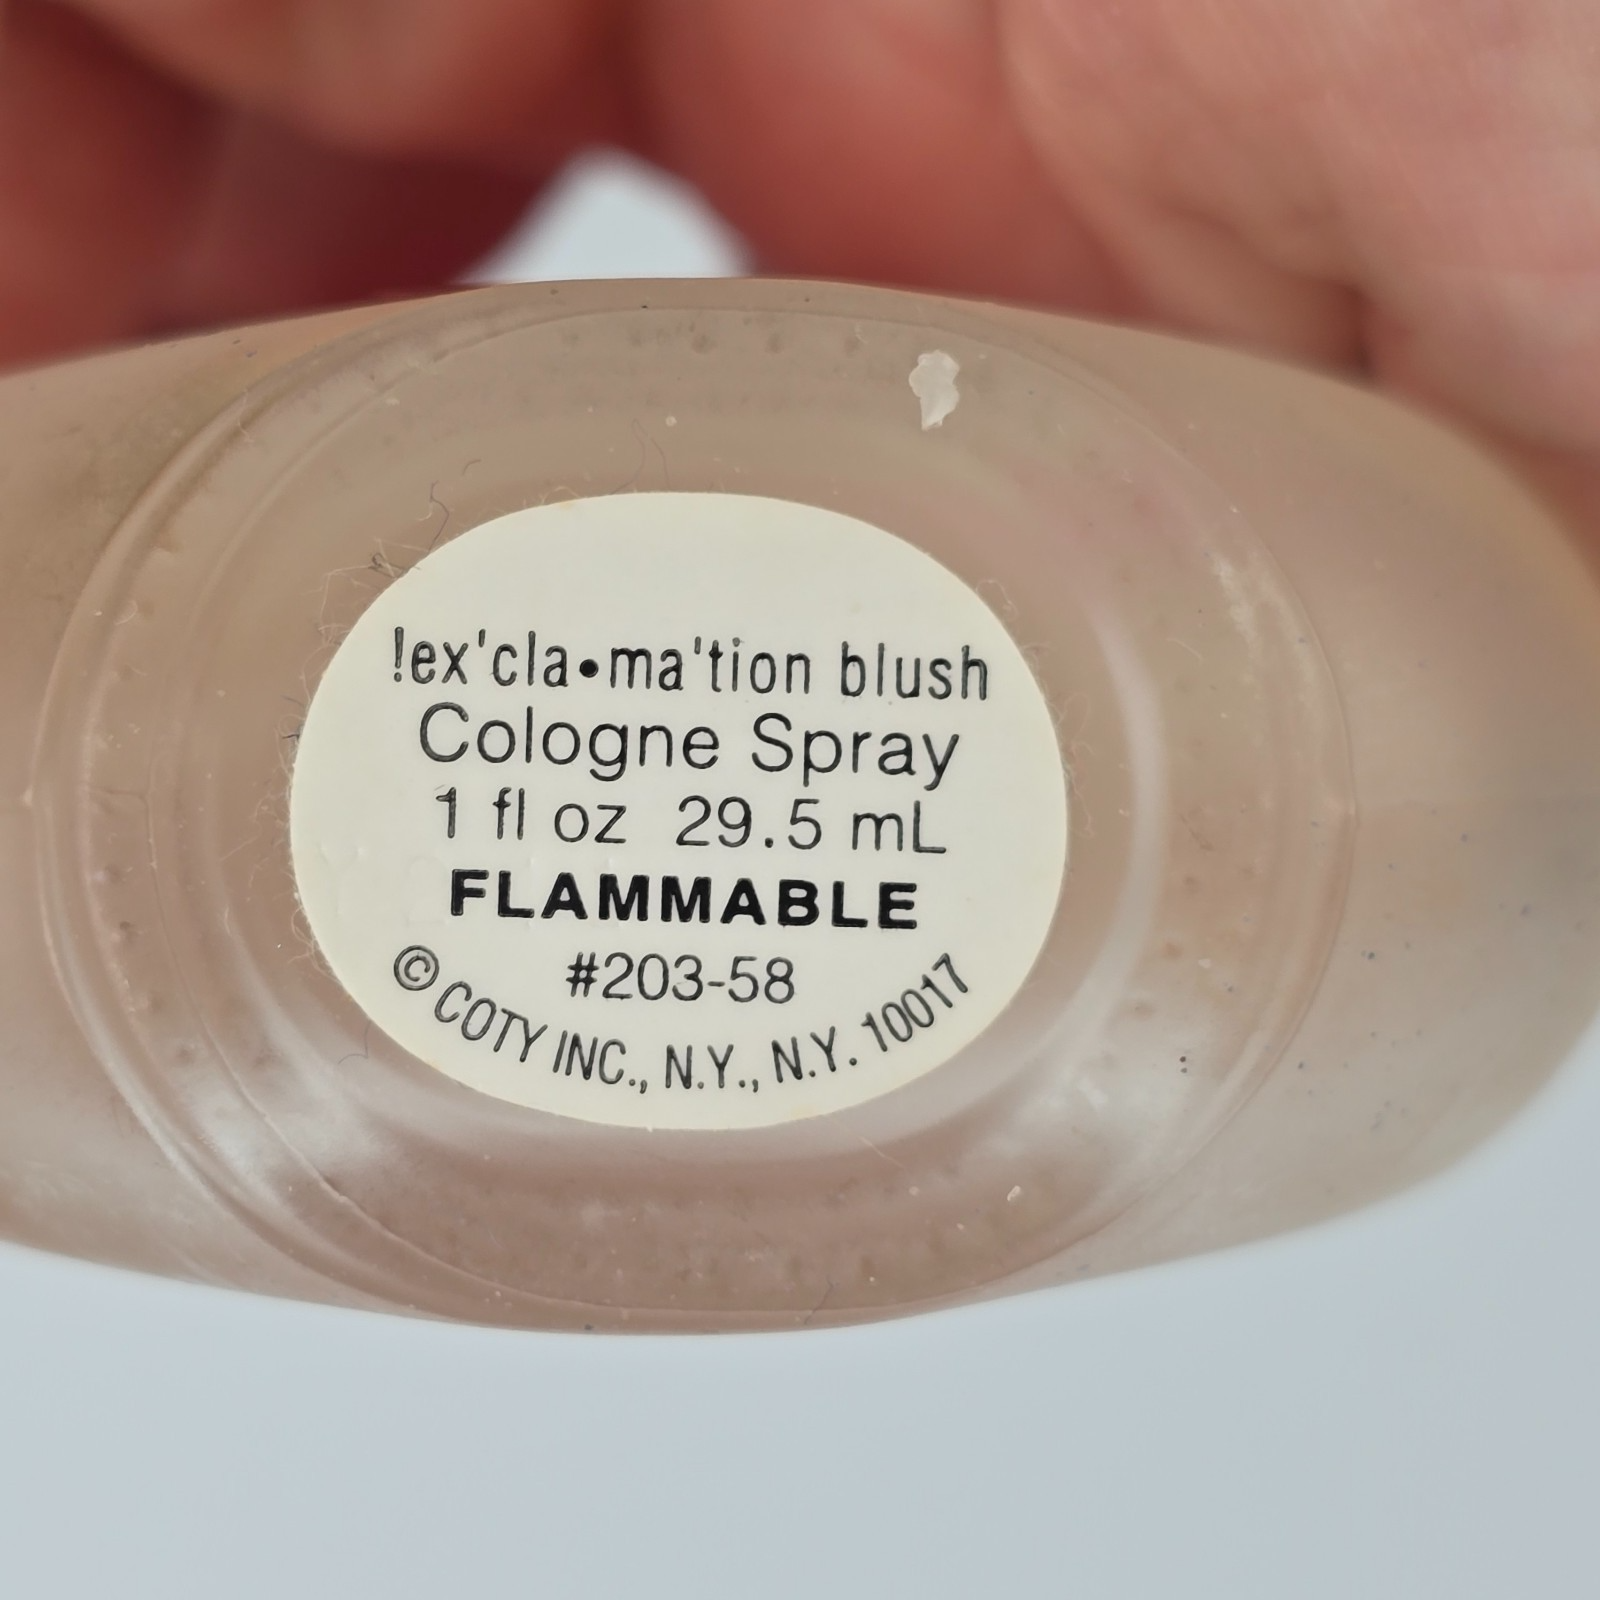 !ex'cla•ma'tion blush
Cologne Spray
1 fl oz 29.5 mL
FLAMMABLE
#203-58
© COTY INC., N.Y., N.Y. 10017